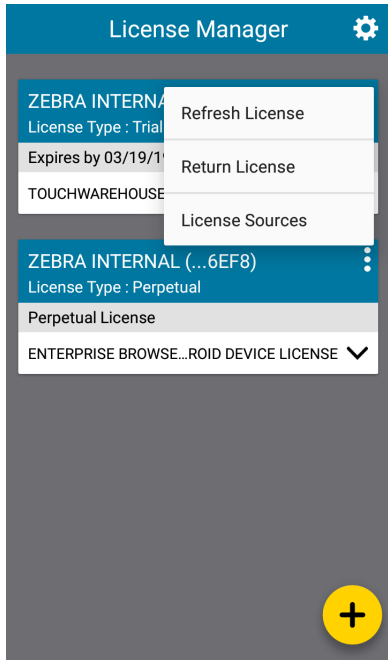 License Manager
ZEBRA INTERNA
License Type : Trial
Expires by 03/19/1
TOUCHWAREHOUSE
Refresh License
Return License
License Sources
ZEBRA INTERNAL (...6EF8)
License Type : Perpetual
Perpetual License
ENTERPRISE BROWSE...ROID DEVICE LICENSE